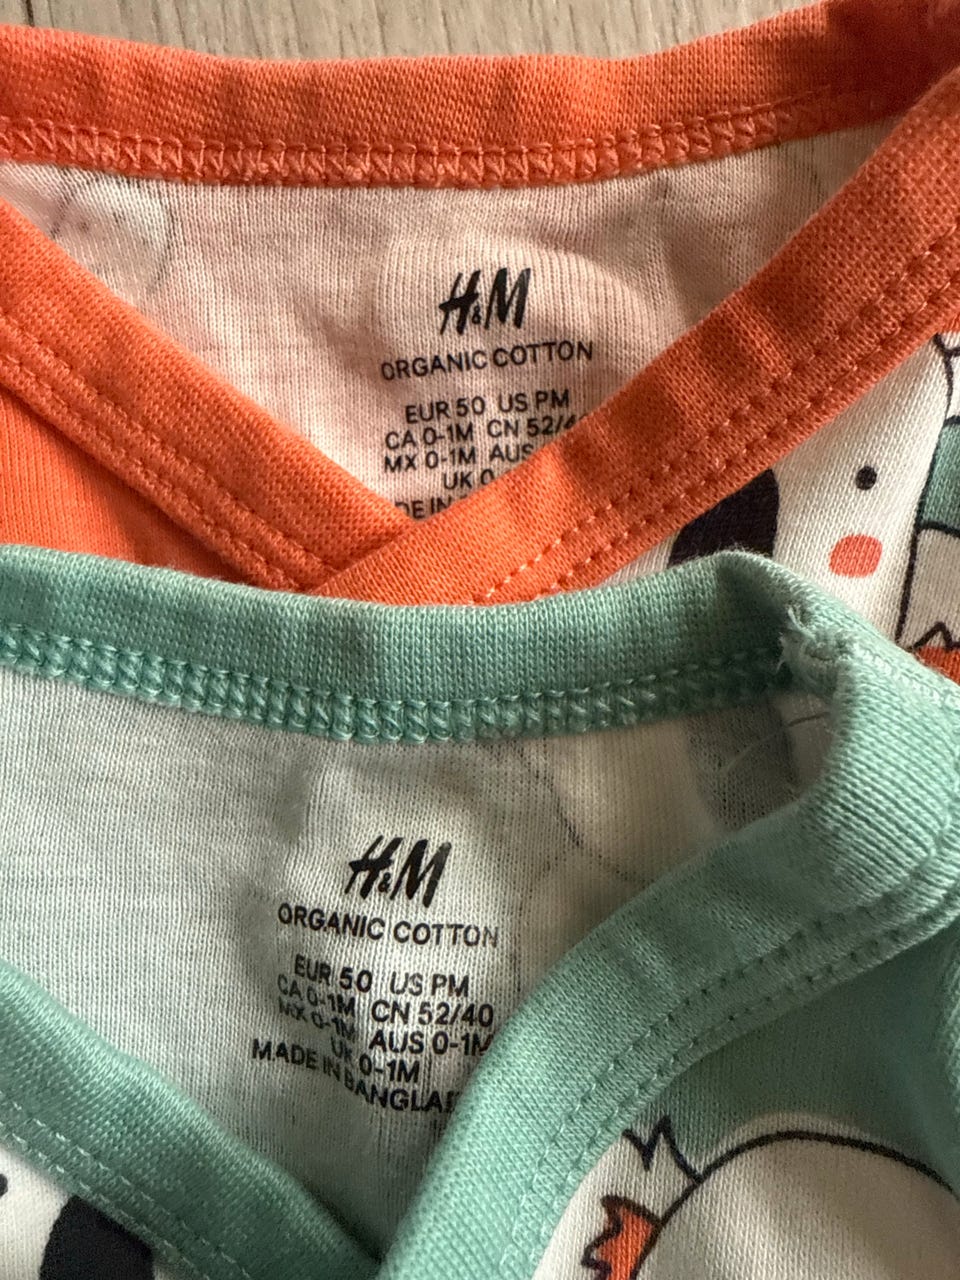 H&M
ORGANIC COTTON
EUR 50 US PM
CA 0-1M CN 52/4
MX 0-1M AUS
UK 0
DE IN
H&M
ORGANIC COTTON
EUR 50 US PM
CA 0-1M CN 52/40
MX 0-1M AUS 0-1M
UK 0-1M
MADE IN BANGLA